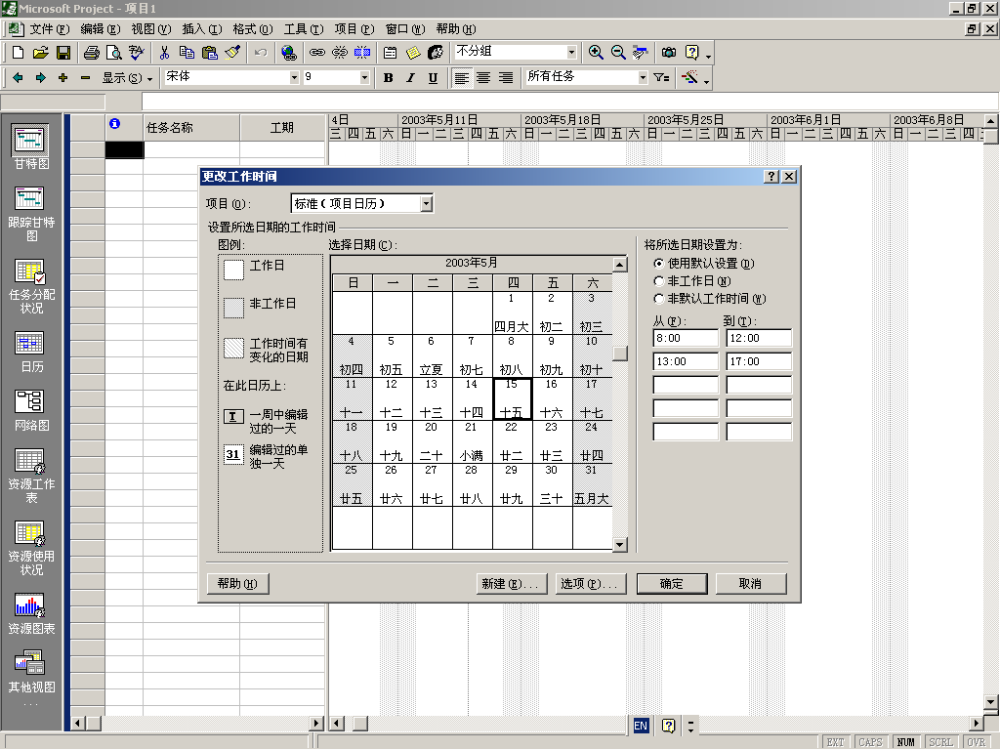 Microsoft Project - 项目1
文件(F) 编辑(E) 视图(V) 插入(I) 格式(O) 工具(T) 项目(P) 窗口(W) 帮助(H)
不分组
显示(S) 宋体 9 B I U 所有任务
任务名称 工期
4日 2003年5月11日 2003年5月18日 2003年5月25日 2003年6月1日 2003年6月8日
三 四 五 六 日 一 二 三 四 五 六 日 一 二 三 四 五 六 日 一 二 三 四 五 六 日 一 二 三 四 五 六 日 一 二 三 四
甘特图
跟踪甘特
图
任务分配
状况
日历
网络图
资源工作
表
资源使用
状况
资源图表
其他视图
...
更改工作时间
项目(O): 标准(项目日历)
设置所选日期的工作时间
图例:
工作日
非工作日
工作时间有
变化的日期
在此日历上:
I 一周中编辑
过的一天
31 编辑过的单
独一天
选择日期(C):
2003年5月
日 一 二 三 四 五 六
1 2 3
四月大 初二 初三
4 5 6 7 8 9 10
初四 初五 立夏 初七 初八 初九 初十
11 12 13 14 15 16 17
十一 十二 十三 十四 十五 十六 十七
18 19 20 21 22 23 24
十八 十九 二十 小满 廿二 廿三 廿四
25 26 27 28 29 30 31
廿五 廿六 廿七 廿八 廿九 三十 五月大
将所选日期设置为:
使用默认设置(D)
非工作日(N)
非默认工作时间(W)
从(F): 到(T):
8:00 12:00
13:00 17:00
帮助(H) 新建(E)... 选项(P)... 确定 取消
EN
EXT CAPS NUM SCRL OVR